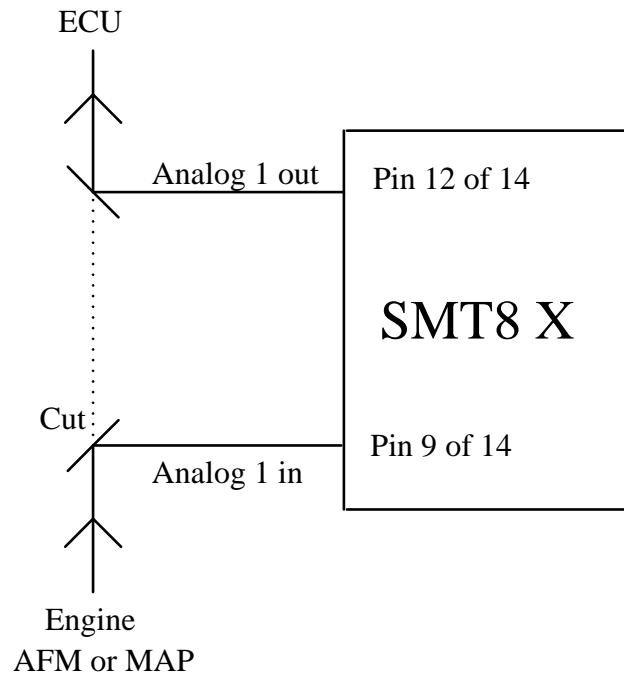 ECU
Analog 1 out
Pin 12 of 14
SMT8 X
Cut
Pin 9 of 14
Analog 1 in
Engine
AFM or MAP